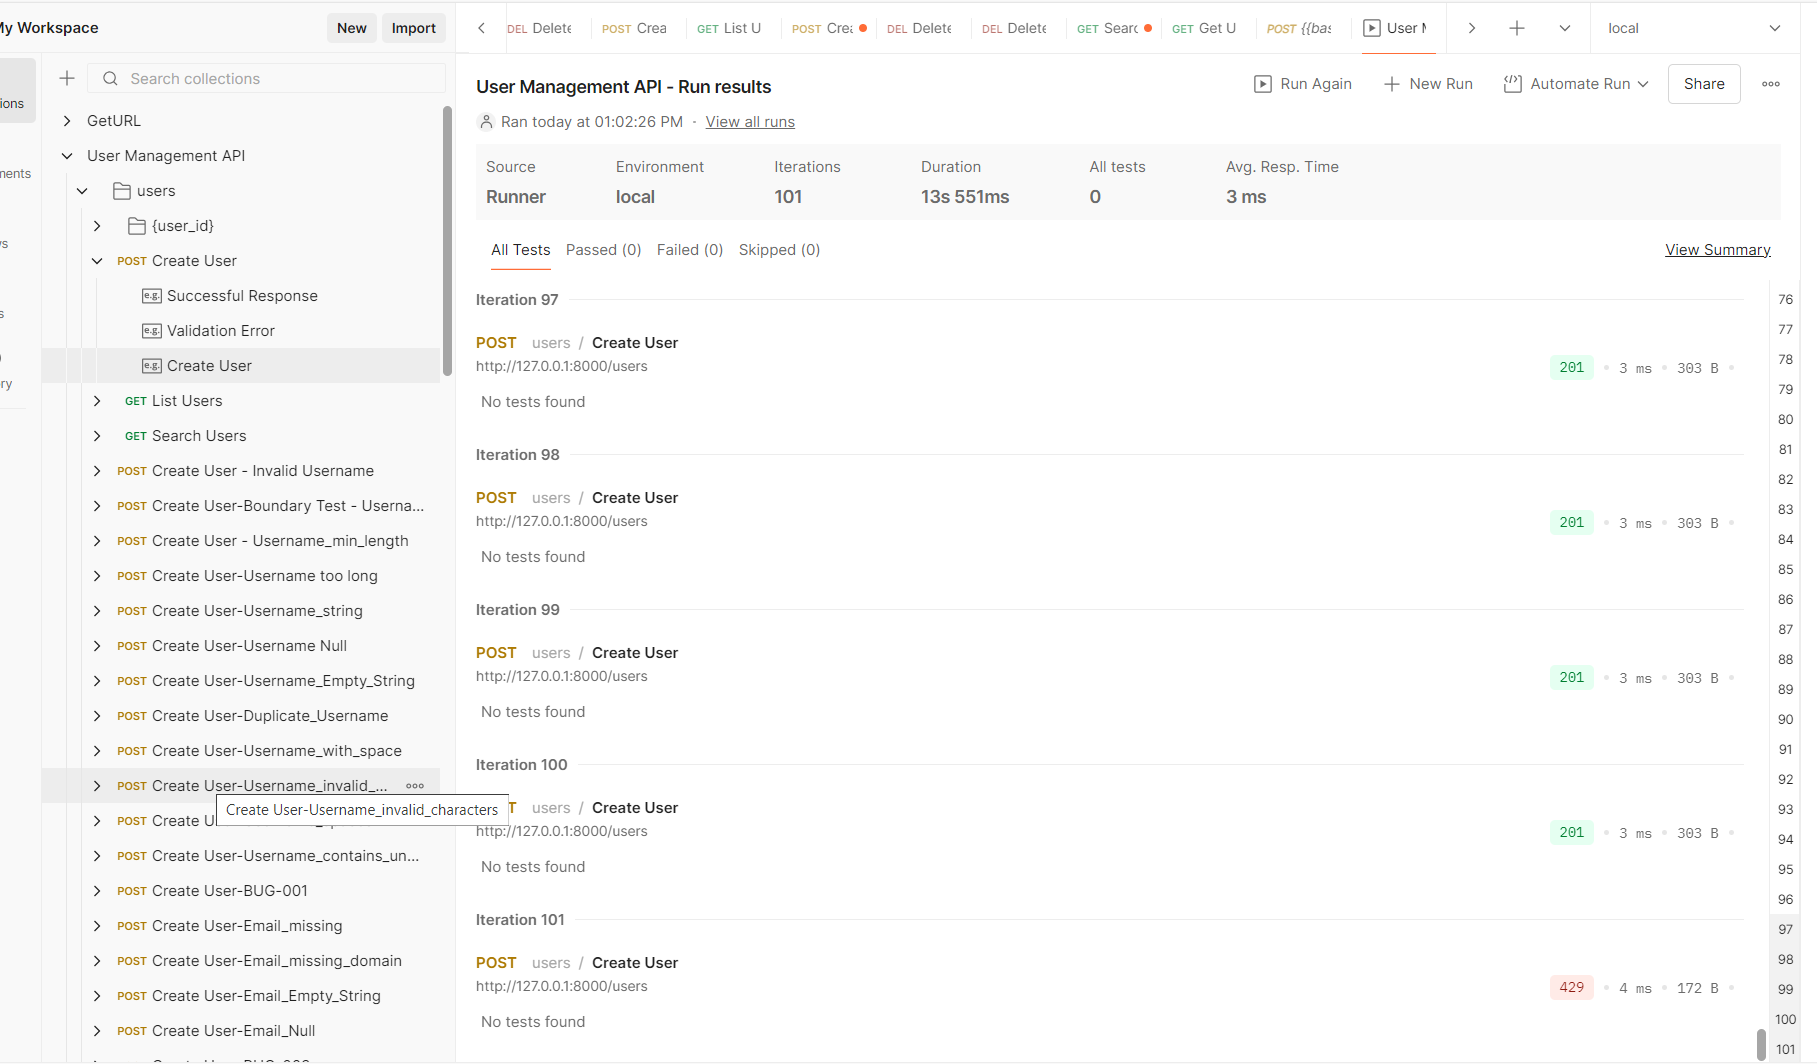 My Workspace
New
Import
DEL Delete
POST Crea
GET List U
POST Crea
DEL Delete
DEL Delete
GET Searc
GET Get U
POST {{bas
User M
local
ions
ments
vs
s
)
ry
Search collections
GetURL
User Management API
users
{user_id}
POST Create User
e.g. Successful Response
e.g. Validation Error
e.g. Create User
GET List Users
GET Search Users
POST Create User - Invalid Username
POST Create User-Boundary Test - Userna...
POST Create User - Username_min_length
POST Create User-Username too long
POST Create User-Username_string
POST Create User-Username Null
POST Create User-Username_Empty_String
POST Create User-Duplicate_Username
POST Create User-Username_with_space
POST Create User-Username_invalid_...
Create User-Username_invalid_characters
POST Create U
POST Create User-Username_contains_un...
POST Create User-BUG-001
POST Create User-Email_missing
POST Create User-Email_missing_domain
POST Create User-Email_Empty_String
POST Create User-Email_Null
User Management API - Run results
Run Again
New Run
Automate Run
Share
Ran today at 01:02:26 PM · View all runs
Source Environment Iterations Duration All tests Avg. Resp. Time
Runner local 101 13s 551ms 0 3 ms
All Tests Passed (0) Failed (0) Skipped (0) View Summary
Iteration 97
POST users / Create User
http://127.0.0.1:8000/users
201 • 3 ms • 303 B •
No tests found
Iteration 98
POST users / Create User
http://127.0.0.1:8000/users
201 • 3 ms • 303 B •
No tests found
Iteration 99
POST users / Create User
http://127.0.0.1:8000/users
201 • 3 ms • 303 B •
No tests found
Iteration 100
T users / Create User
http://127.0.0.1:8000/users
201 • 3 ms • 303 B •
No tests found
Iteration 101
POST users / Create User
http://127.0.0.1:8000/users
429 • 4 ms • 172 B •
No tests found
76
77
78
79
80
81
82
83
84
85
86
87
88
89
90
91
92
93
94
95
96
97
98
99
100
101